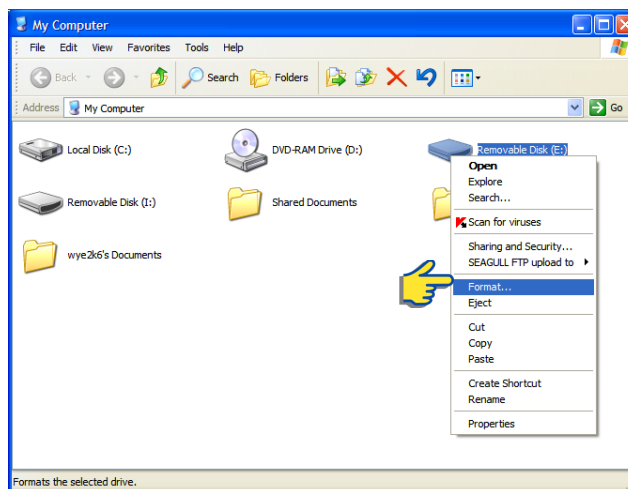 My Computer
File Edit View Favorites Tools Help
Back Search Folders
Address My Computer Go
Local Disk (C:) DVD-RAM Drive (D:) Removable Disk (E:)
Removable Disk (I:) Shared Documents
wye2k6's Documents
Open
Explore
Search...
Scan for viruses
Sharing and Security...
SEAGULL FTP upload to
Format...
Eject
Cut
Copy
Paste
Create Shortcut
Rename
Properties
Formats the selected drive.